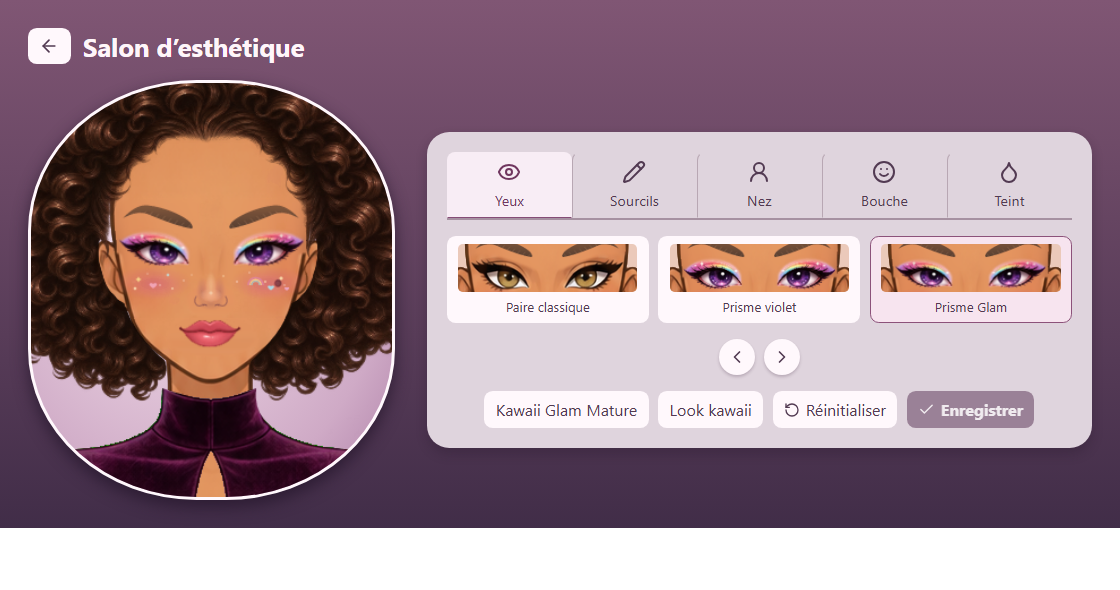 Salon d’esthétique
Yeux
Sourcils
Nez
Bouche
Teint
Paire classique
Prisme violet
Prisme Glam
Kawaii Glam Mature
Look kawaii
Réinitialiser
Enregistrer